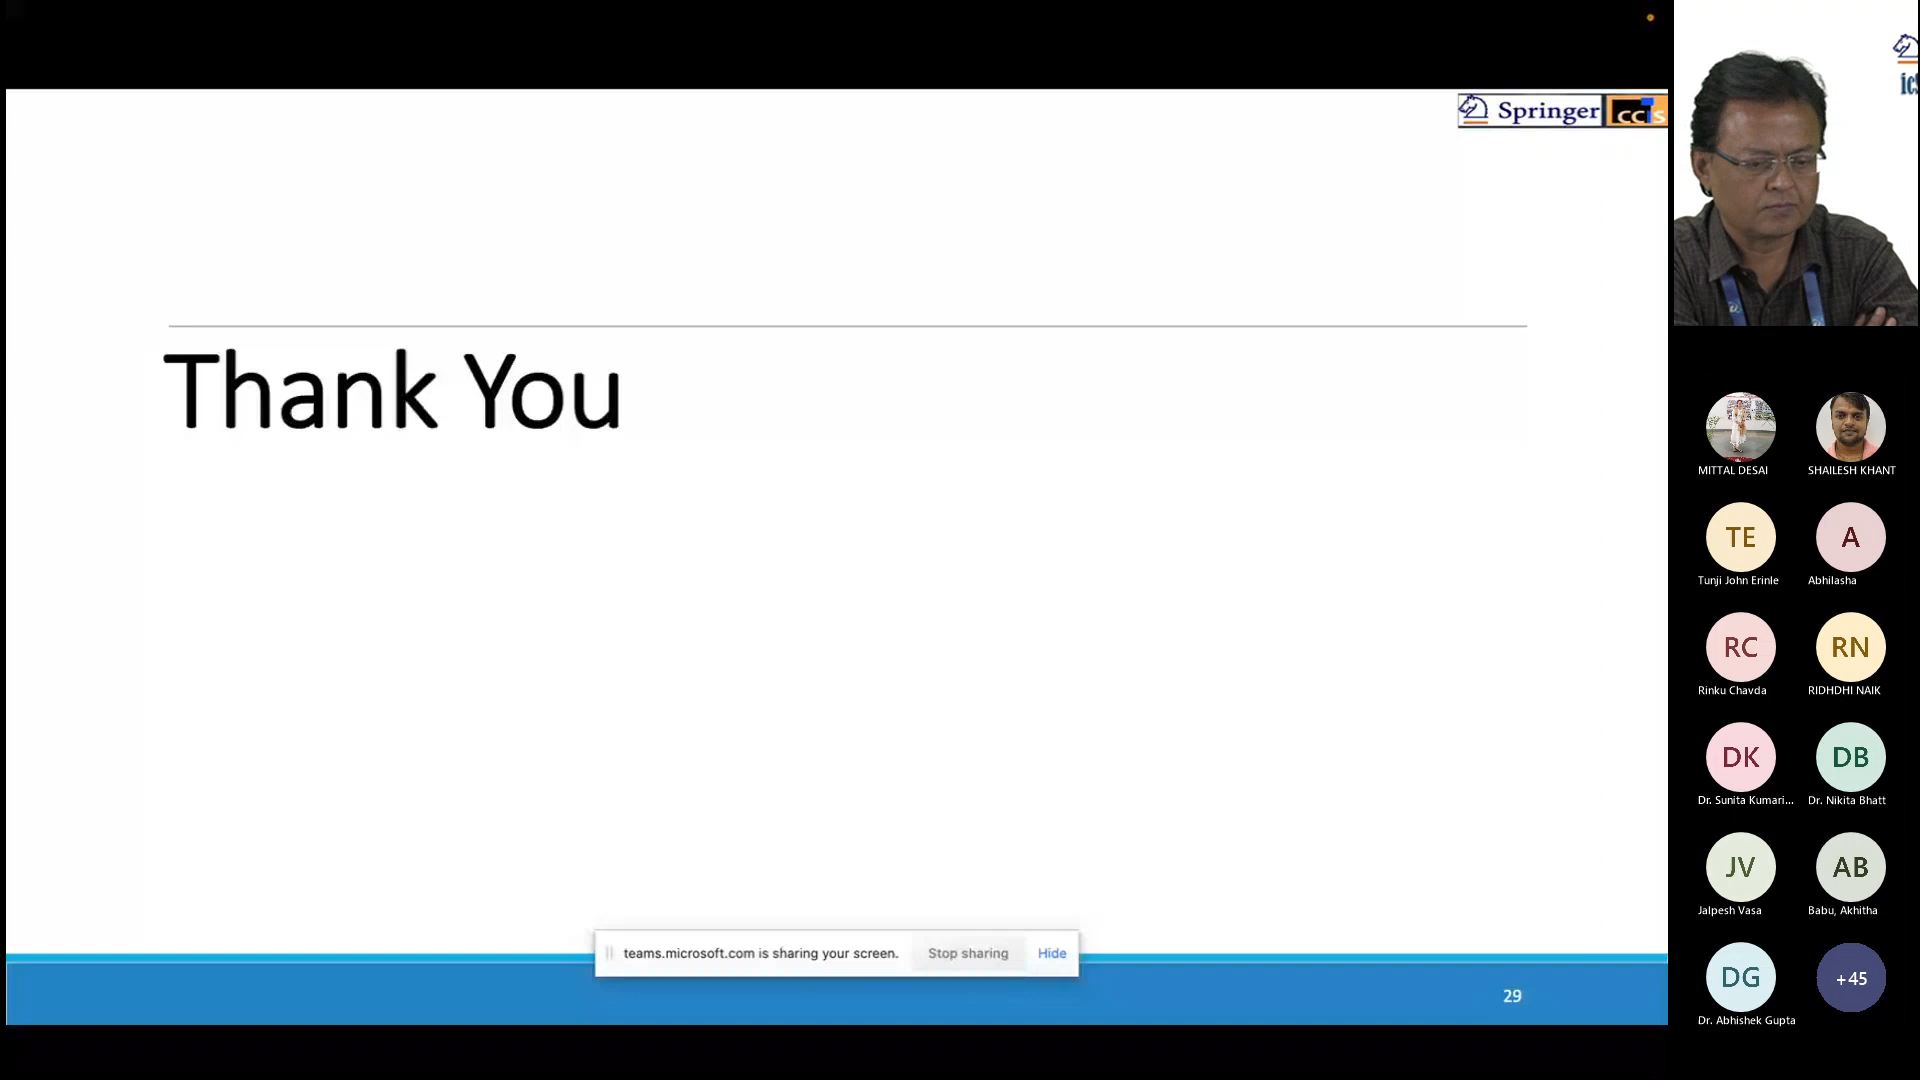 Springer
ccis
Thank You
teams.microsoft.com is sharing your screen.
Stop sharing
Hide
29
MITTAL DESAI
SHAILESH KHANT
TE
A
Tunji John Erinle
Abhilasha
RC
RN
Rinku Chavda
RIDHDHI NAIK
DK
DB
Dr. Sunita Kumari...
Dr. Nikita Bhatt
JV
AB
Jalpesh Vasa
Babu, Akhitha
DG
+45
Dr. Abhishek Gupta